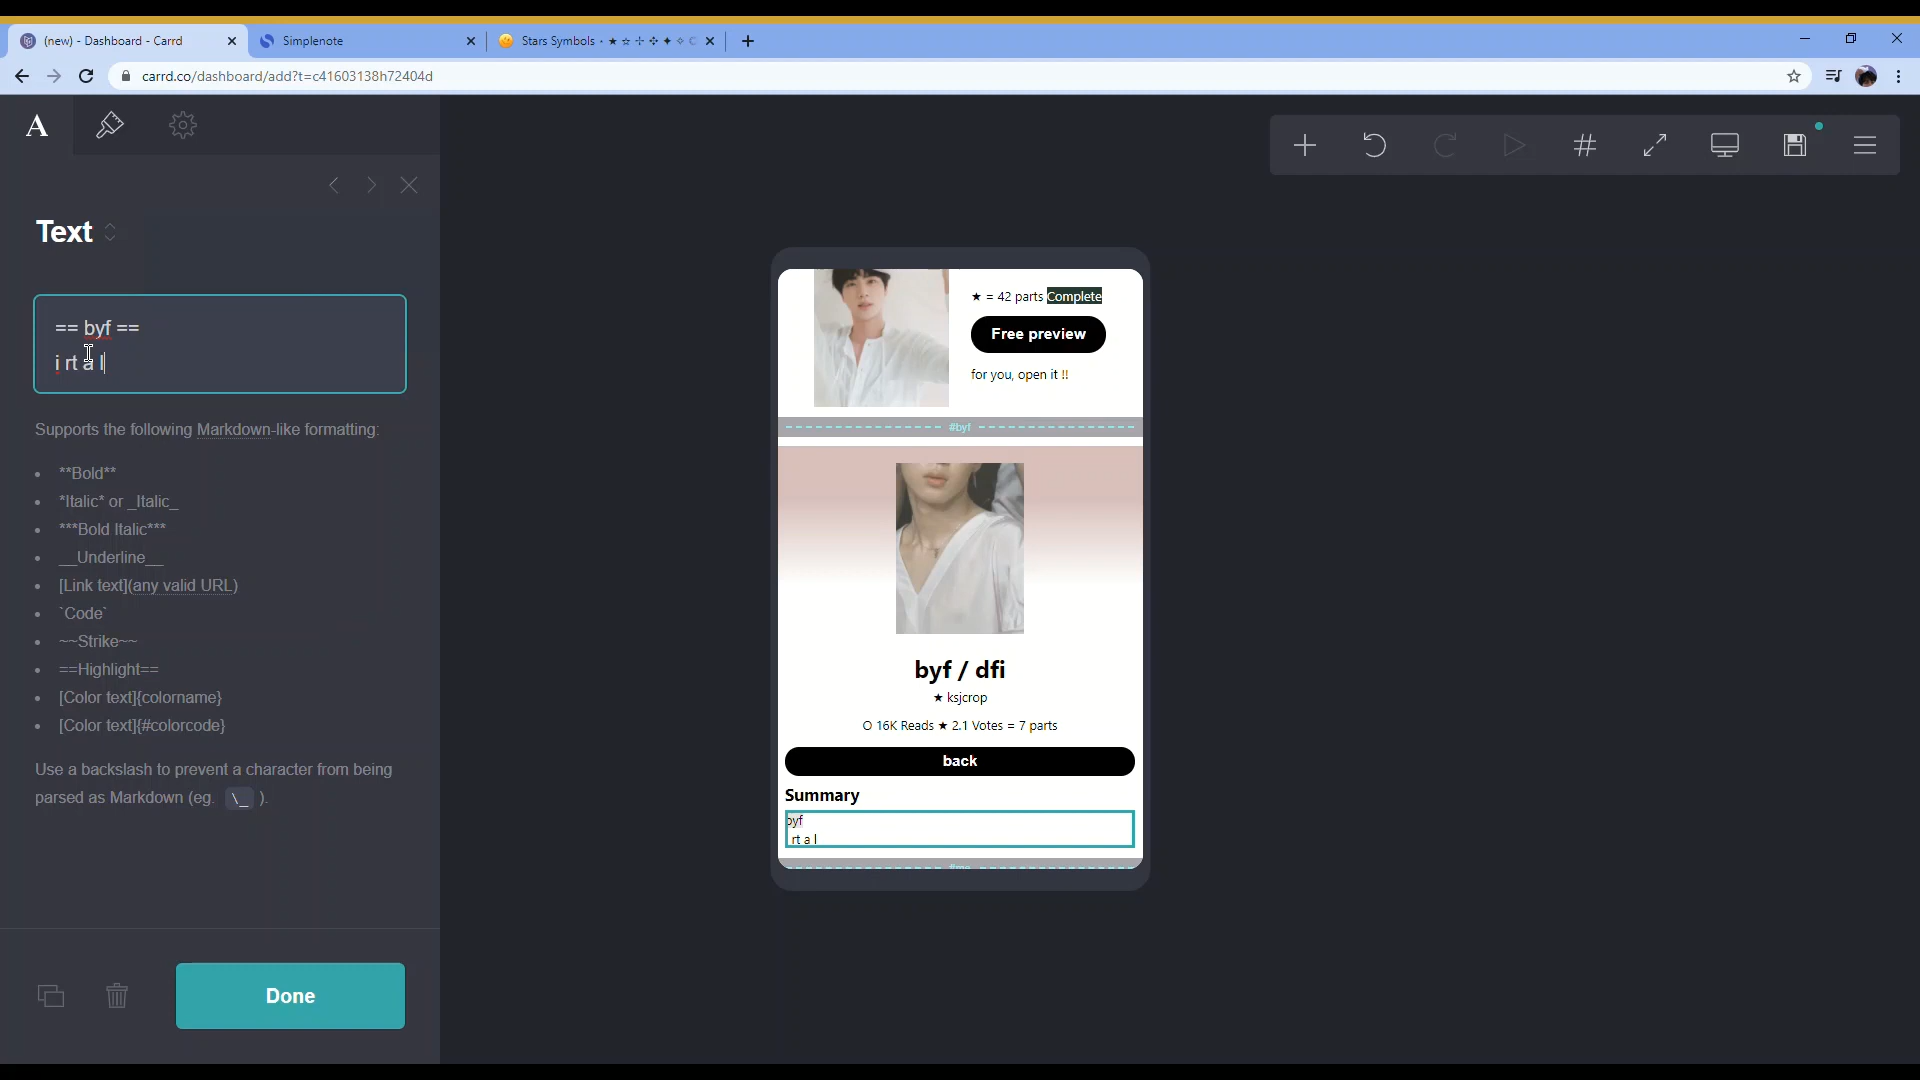 (new) - Dashboard - Carrd
Simplenote
Stars Symbols · ★ ☆ ⊹ ✣ ✦ ✧ ☾
carrd.co/dashboard/add?t=c41603138h72404d
A
Text
== byf ==
i rt a l
Supports the following Markdown-like formatting:
• **Bold**
• *Italic* or _Italic_
• ***Bold Italic***
• __Underline__
• [Link text](any valid URL)
• `Code`
• ~~Strike~~
• ==Highlight==
• [Color text]{colorname}
• [Color text]{#colorcode}
Use a backslash to prevent a character from being
parsed as Markdown (eg. \_ ).
Done
★ = 42 parts Complete
Free preview
for you, open it !!
#byf
byf / dfi
★ ksjcrop
O 16K Reads ★ 2.1 Votes = 7 parts
back
Summary
byf
rt a l
#me